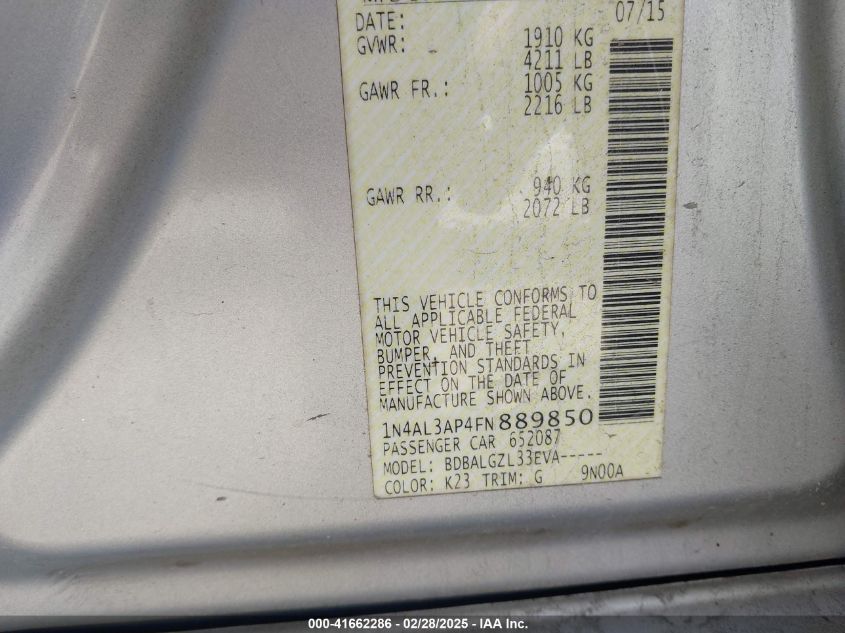 DATE: 07/15
GVWR: 1910 KG
4211 LB
GAWR FR.: 1005 KG
2216 LB
GAWR RR.: 940 KG
2072 LB
THIS VEHICLE CONFORMS TO
ALL APPLICABLE FEDERAL
MOTOR VEHICLE SAFETY,
BUMPER, AND THEFT
PREVENTION STANDARDS IN
EFFECT ON THE DATE OF
MANUFACTURE SHOWN ABOVE.
1N4AL3AP4FN889850
PASSENGER CAR 652087
MODEL: BDBALGZL33EVA-----
COLOR: K23 TRIM: G 9N00A
000-41662286 - 02/28/2025 - IAAI.COM